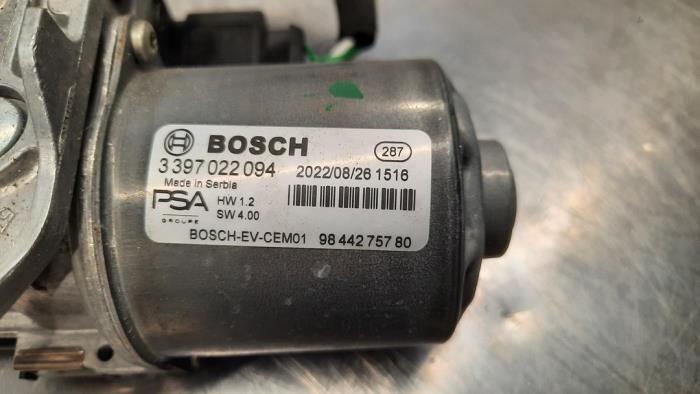 BOSCH
287
3 397 022 094 2022/08/26 1516
Made in Serbia
PSA HW 1.2
GROUPE SW 4.00
BOSCH-EV-CEM01 98 442 757 80